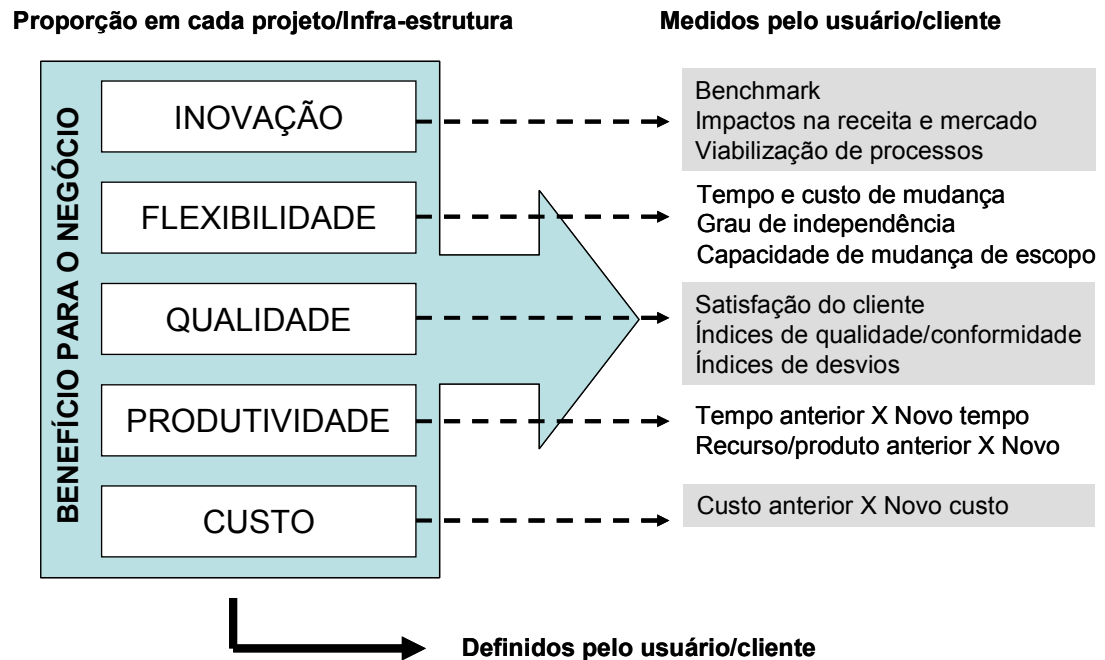 Proporção em cada projeto/Infra-estrutura
Medidos pelo usuário/cliente
BENEFÍCIO PARA O NEGÓCIO
INOVAÇÃO
Benchmark
Impactos na receita e mercado
Viabilização de processos
FLEXIBILIDADE
Tempo e custo de mudança
Grau de independência
Capacidade de mudança de escopo
QUALIDADE
Satisfação do cliente
Índices de qualidade/conformidade
Índices de desvios
PRODUTIVIDADE
Tempo anterior X Novo tempo
Recurso/produto anterior X Novo
CUSTO
Custo anterior X Novo custo
Definidos pelo usuário/cliente